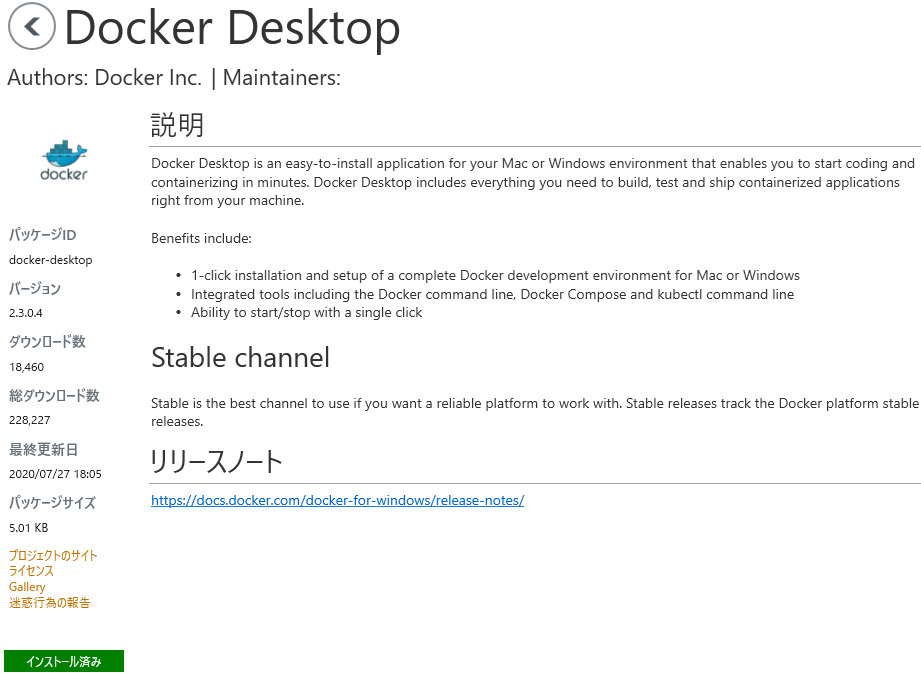 Docker Desktop
Authors: Docker Inc. | Maintainers:
docker
パッケージID
docker-desktop
バージョン
2.3.0.4
ダウンロード数
18,460
総ダウンロード数
228,227
最終更新日
2020/07/27 18:05
パッケージサイズ
5.01 KB
プロジェクトのサイト
ライセンス
Gallery
迷惑行為の報告
インストール済み
説明
Docker Desktop is an easy-to-install application for your Mac or Windows environment that enables you to start coding and
containerizing in minutes. Docker Desktop includes everything you need to build, test and ship containerized applications
right from your machine.
Benefits include:
• 1-click installation and setup of a complete Docker development environment for Mac or Windows
• Integrated tools including the Docker command line, Docker Compose and kubectl command line
• Ability to start/stop with a single click
Stable channel
Stable is the best channel to use if you want a reliable platform to work with. Stable releases track the Docker platform stable
releases.
リリースノート
https://docs.docker.com/docker-for-windows/release-notes/